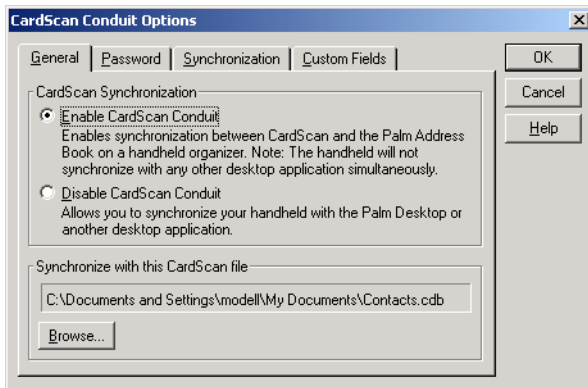 CardScan Conduit Options
General
Password
Synchronization
Custom Fields
OK
Cancel
Help
CardScan Synchronization
Enable CardScan Conduit
Enables synchronization between CardScan and the Palm Address
Book on a handheld organizer. Note: The handheld will not
synchronize with any other desktop application simultaneously.
Disable CardScan Conduit
Allows you to synchronize your handheld with the Palm Desktop or
another desktop application.
Synchronize with this CardScan file
C:\Documents and Settings\modell\My Documents\Contacts.cdb
Browse...